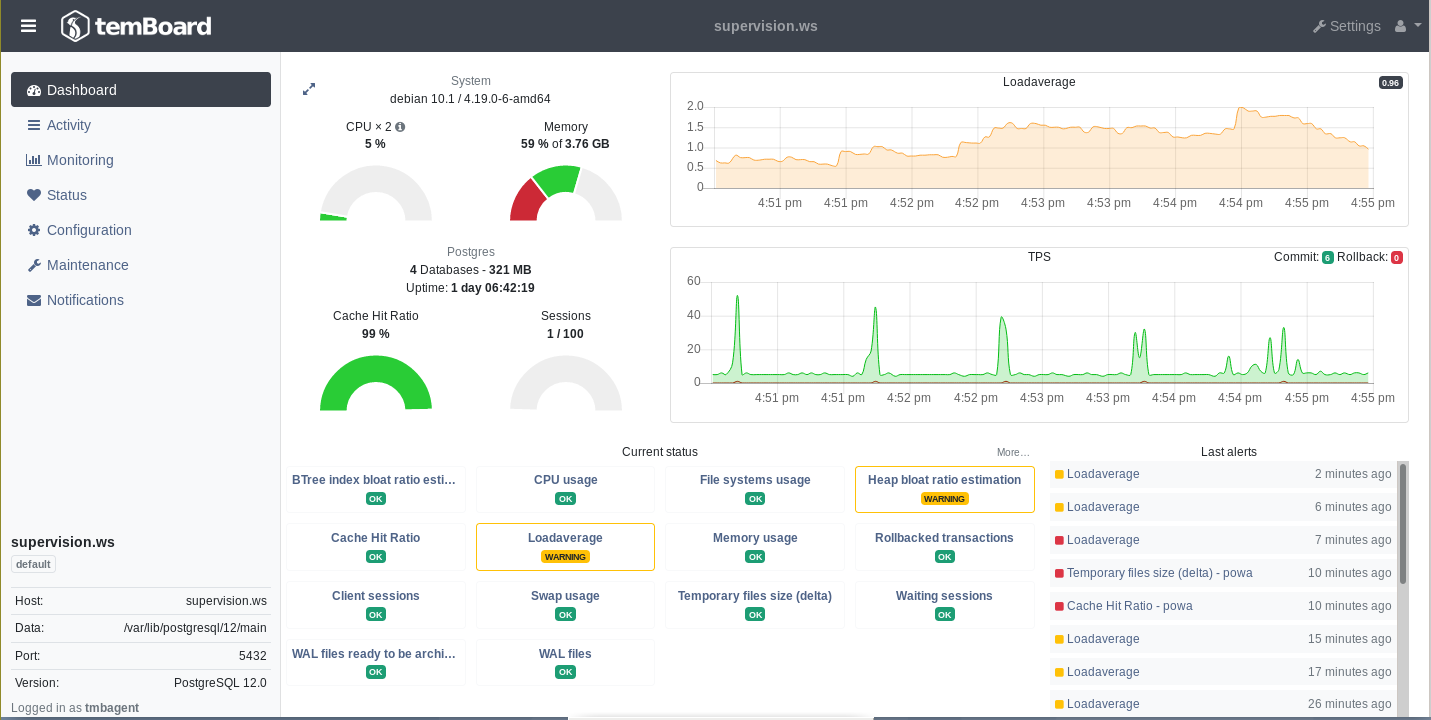 temBoard
supervision.ws
Settings
Dashboard
Activity
Monitoring
Status
Configuration
Maintenance
Notifications
supervision.ws
default
Host: supervision.ws
Data: /var/lib/postgresql/12/main
Port: 5432
Version: PostgreSQL 12.0
Logged in as tmbagent
System
debian 10.1 / 4.19.0-6-amd64
CPU × 2
5 %
Memory
59 % of 3.76 GB
Postgres
4 Databases - 321 MB
Uptime: 1 day 06:42:19
Cache Hit Ratio
99 %
Sessions
1 / 100
Loadaverage
0.96
2.0
1.5
1.0
0.5
0
4:51 pm 4:51 pm 4:52 pm 4:52 pm 4:53 pm 4:53 pm 4:54 pm 4:54 pm 4:55 pm 4:55 pm
TPS
Commit: 6 Rollback: 0
60
40
20
0
4:51 pm 4:51 pm 4:52 pm 4:52 pm 4:53 pm 4:53 pm 4:54 pm 4:54 pm 4:55 pm 4:55 pm
Current status
More...
BTree index bloat ratio esti...
OK
CPU usage
OK
File systems usage
OK
Heap bloat ratio estimation
WARNING
Cache Hit Ratio
OK
Loadaverage
WARNING
Memory usage
OK
Rollbacked transactions
OK
Client sessions
OK
Swap usage
OK
Temporary files size (delta)
OK
Waiting sessions
OK
WAL files ready to be archi...
OK
WAL files
OK
Last alerts
Loadaverage 2 minutes ago
Loadaverage 6 minutes ago
Loadaverage 7 minutes ago
Temporary files size (delta) - powa 10 minutes ago
Cache Hit Ratio - powa 10 minutes ago
Loadaverage 15 minutes ago
Loadaverage 17 minutes ago
Loadaverage 26 minutes ago